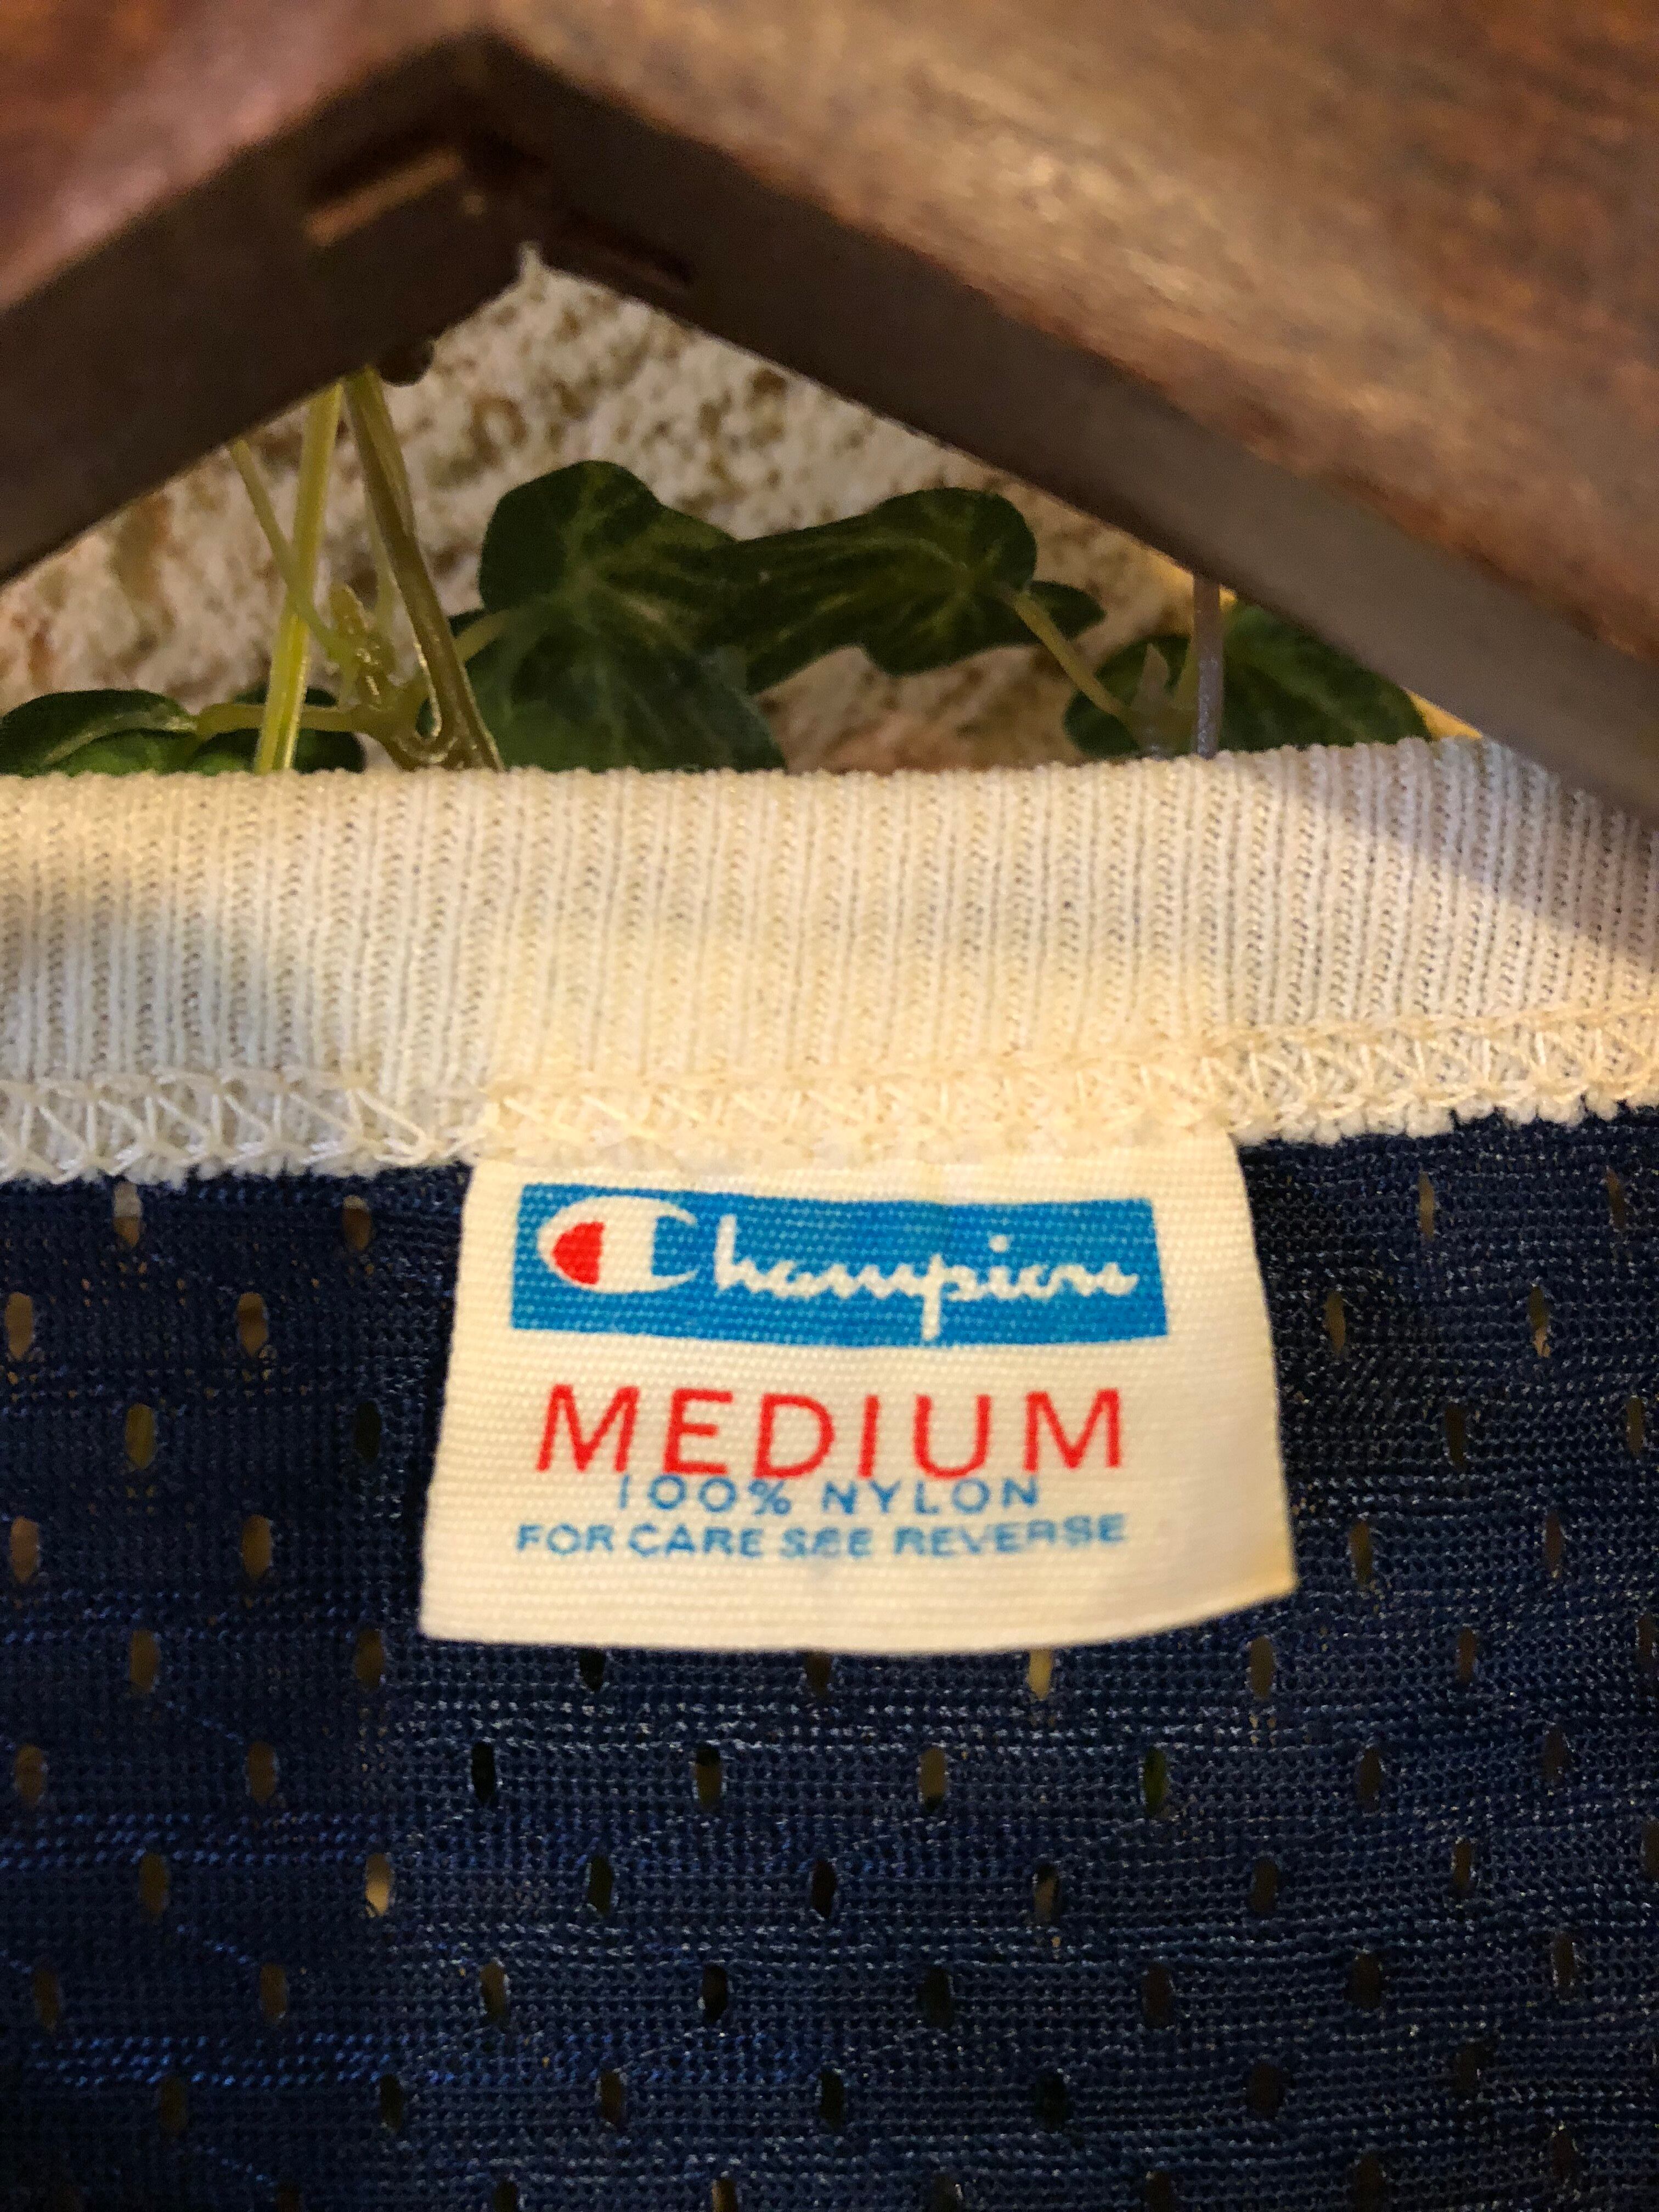 Champion
MEDIUM
100% NYLON
FOR CARE SEE REVERSE